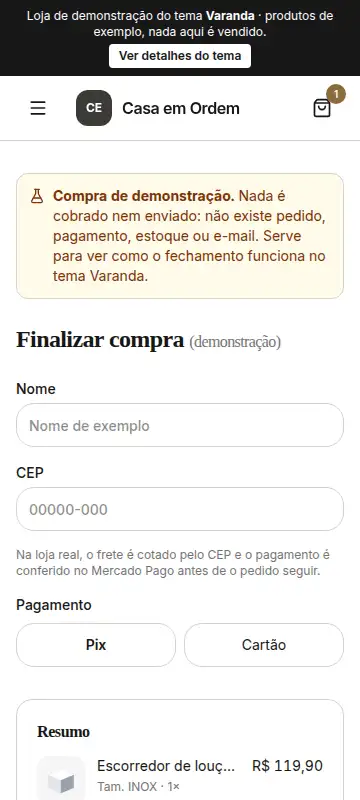 Loja de demonstração do tema Varanda · produtos de
exemplo, nada aqui é vendido.
Ver detalhes do tema
CE
Casa em Ordem
1
Compra de demonstração. Nada é
cobrado nem enviado: não existe pedido,
pagamento, estoque ou e-mail. Serve
para ver como o fechamento funciona no
tema Varanda.
Finalizar compra (demonstração)
Nome
Nome de exemplo
CEP
00000-000
Na loja real, o frete é cotado pelo CEP e o pagamento é
conferido no Mercado Pago antes de o pedido seguir.
Pagamento
Pix
Cartão
Resumo
Escorredor de louç... R$ 119,90
Tam. INOX · 1×